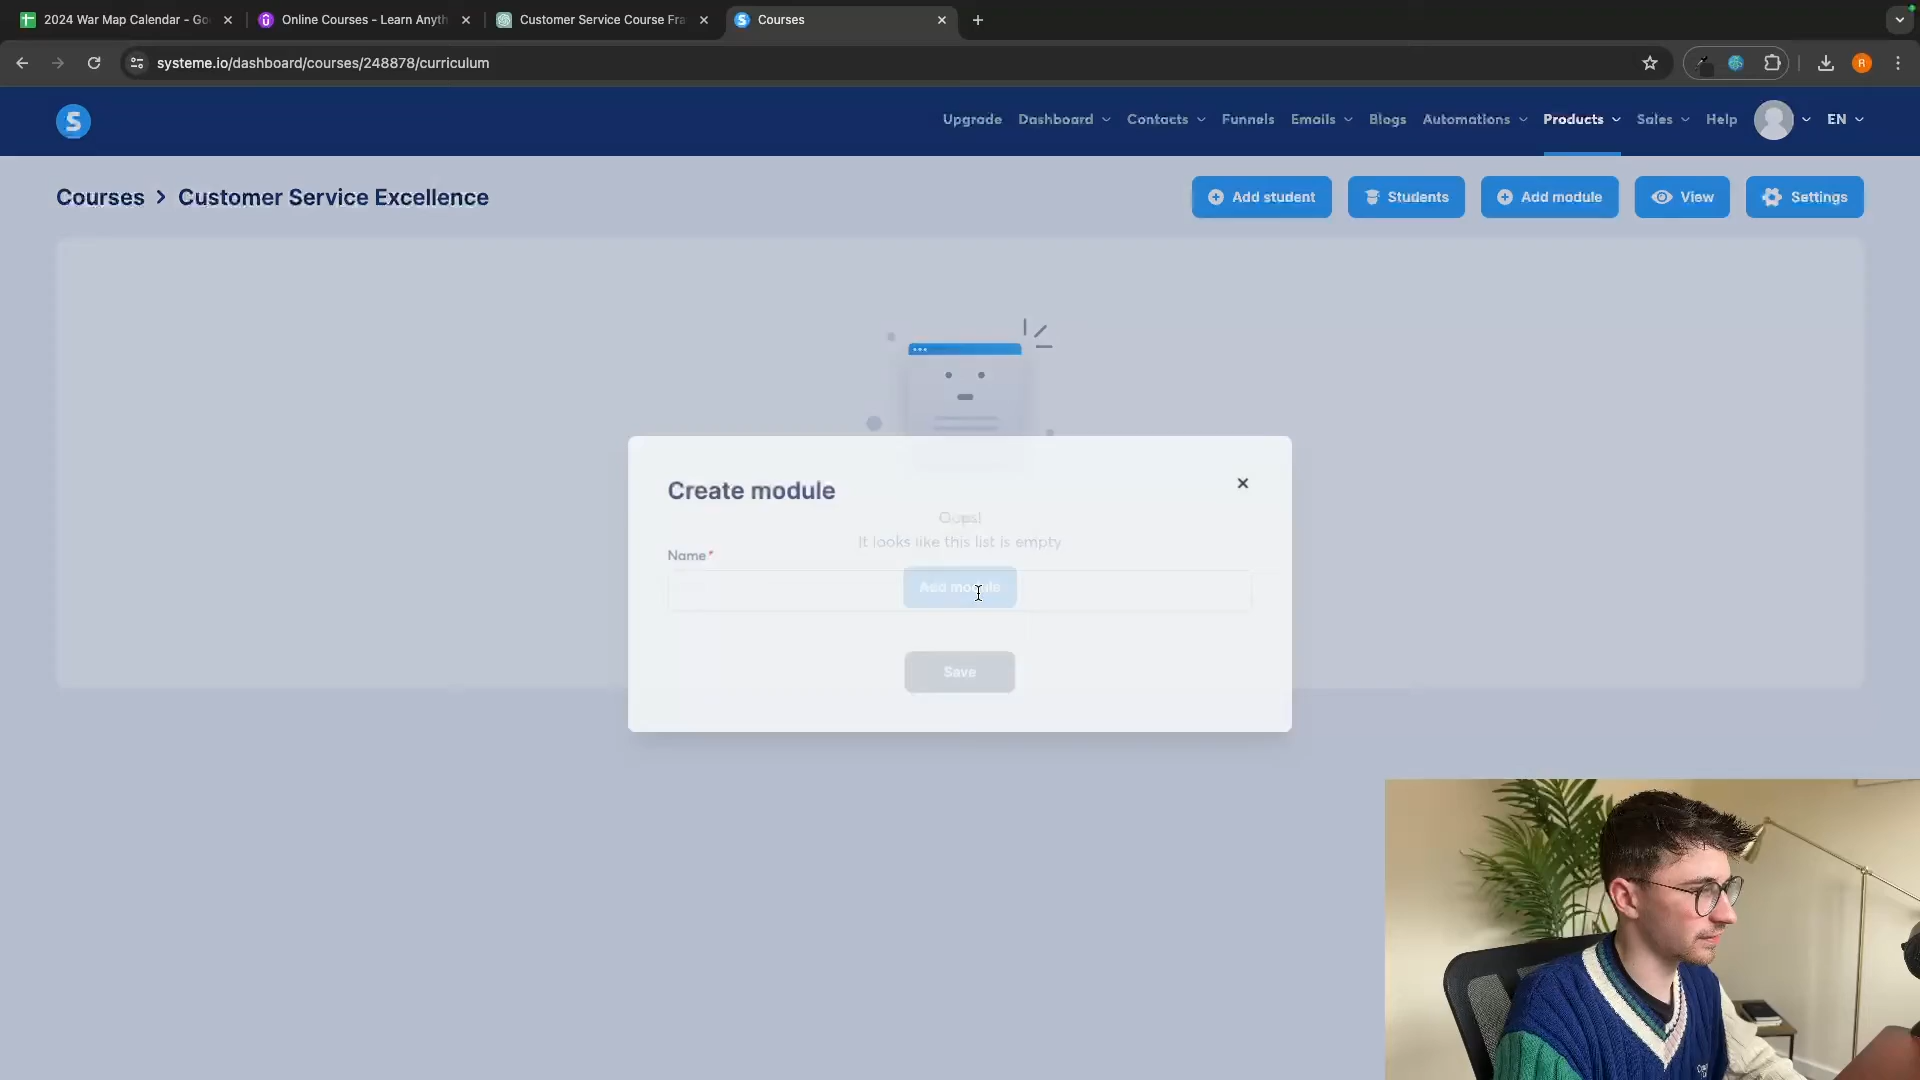 2024 War Map Calendar - Go
Online Courses - Learn Anyth
Customer Service Course Fra
S Courses
systeme.io/dashboard/courses/248878/curriculum
R
S
Upgrade Dashboard Contacts Funnels Emails Blogs Automations Products Sales Help EN
Courses > Customer Service Excellence
Add student Students Add module View Settings
Create module
Oops!
It looks like this list is empty
Name*
Add module
Save